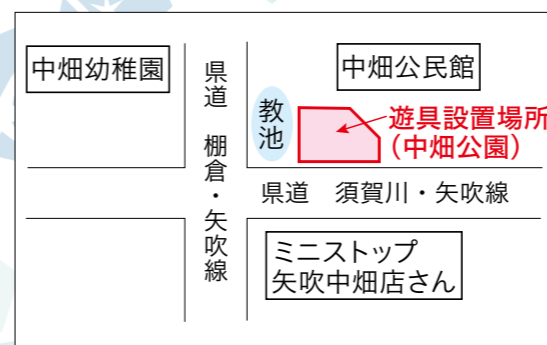 中畑幼稚園
県道 棚倉・矢吹線
中畑公民館
教池
遊具設置場所
(中畑公園)
県道 須賀川・矢吹線
ミニストップ
矢吹中畑店さん